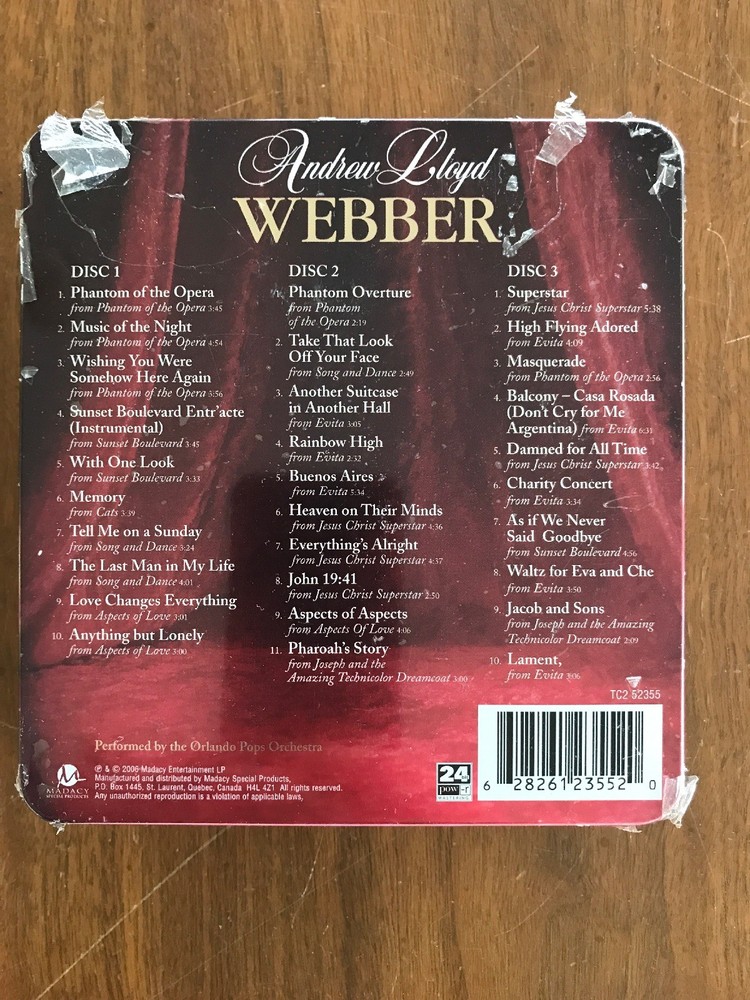 Andrew Lloyd
WEBBER
DISC 1
1. Phantom of the Opera
from Phantom of the Opera 3:45
2. Music of the Night
from Phantom of the Opera 4:54
3. Wishing You Were
Somehow Here Again
from Phantom of the Opera 3:56
4. Sunset Boulevard Entr'acte
(Instrumental)
from Sunset Boulevard 3:45
5. With One Look
from Sunset Boulevard 3:33
6. Memory
from Cats 3:39
7. Tell Me on a Sunday
from Song and Dance 3:24
8. The Last Man in My Life
from Song and Dance 4:01
9. Love Changes Everything
from Aspects of Love 3:01
10. Anything but Lonely
from Aspects of Love 3:00
DISC 2
1. Phantom Overture
from Phantom
of the Opera 2:19
2. Take That Look
Off Your Face
from Song and Dance 2:49
3. Another Suitcase
in Another Hall
from Evita 3:05
4. Rainbow High
from Evita 2:32
5. Buenos Aires
from Evita 5:34
6. Heaven on Their Minds
from Jesus Christ Superstar 4:36
7. Everything's Alright
from Jesus Christ Superstar 4:37
8. John 19:41
from Jesus Christ Superstar 2:50
9. Aspects of Aspects
from Aspects Of Love 4:06
11. Pharoah's Story
from Joseph and the
Amazing Technicolor Dreamcoat 3:00
DISC 3
1. Superstar
from Jesus Christ Superstar 5:38
2. High Flying Adored
from Evita 4:09
3. Masquerade
from Phantom of the Opera 2:56
4. Balcony – Casa Rosada
(Don't Cry for Me
Argentina) from Evita 6:31
5. Damned for All Time
from Jesus Christ Superstar 3:42
6. Charity Concert
from Evita 3:34
7. As if We Never
Said Goodbye
from Sunset Boulevard 4:56
8. Waltz for Eva and Che
from Evita 3:50
9. Jacob and Sons
from Joseph and the Amazing
Technicolor Dreamcoat 2:09
10. Lament,
from Evita 3:06
TC2 52355
Performed by the Orlando Pops Orchestra
MADACY
SPECIAL PRODUCTS
℗ & © 2006 Madacy Entertainment LP
Manufactured and distributed by Madacy Special Products,
P.O. Box 1445, St. Laurent, Quebec, Canada H4L 4Z1 All rights reserved.
Any unauthorized reproduction is a violation of applicable laws,
24
pow-r
MASTERING
6 28261 23552 0